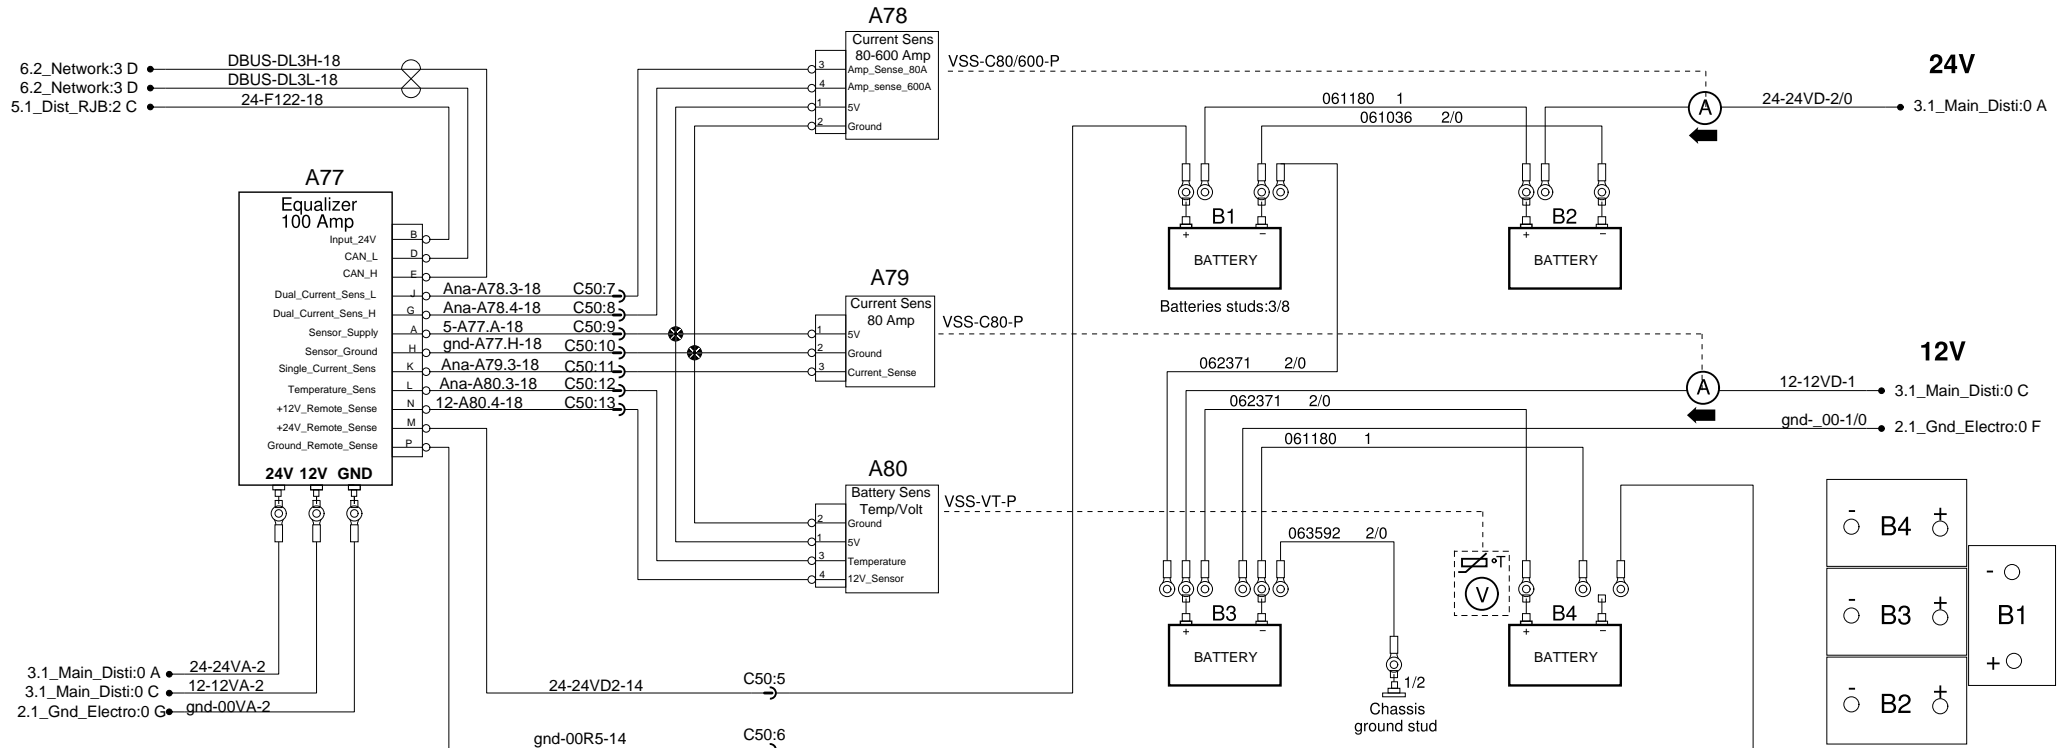 A78
Current Sens
80-600 Amp
3
Amp_Sense_80A
4
Amp_sense_600A
1
5V
2
Ground
VSS-C80/600-P
6.2_Network:3 D
DBUS-DL3H-18
6.2_Network:3 D
DBUS-DL3L-18
5.1_Dist_RJB:2 C
24-F122-18
24V
061180 1
061036 2/0
A
24-24VD-2/0
3.1_Main_Disti:0 A
A77
Equalizer
100 Amp
Input_24V
B
CAN_L
D
CAN_H
E
Dual_Current_Sens_L
J
Ana-A78.3-18
C50:7
Dual_Current_Sens_H
G
Ana-A78.4-18
C50:8
Sensor_Supply
A
5-A77.A-18
C50:9
Sensor_Ground
H
gnd-A77.H-18
C50:10
Single_Current_Sens
K
Ana-A79.3-18
C50:11
Temperature_Sens
L
Ana-A80.3-18
C50:12
+12V_Remote_Sense
N
12-A80.4-18
C50:13
+24V_Remote_Sense
M
Ground_Remote_Sense
P
24V 12V GND
B1
+ -
BATTERY
Batteries studs:3/8
B2
+ -
BATTERY
A79
Current Sens
80 Amp
1
5V
2
Ground
3
Current_Sense
VSS-C80-P
12V
062371 2/0
A
12-12VD-1
3.1_Main_Disti:0 C
062371 2/0
gnd-_00-1/0
2.1_Gnd_Electro:0 F
061180 1
A80
Battery Sens
Temp/Volt
2
Ground
1
5V
3
Temperature
4
12V_Sensor
VSS-VT-P
063592 2/0
°T
V
B3
+ -
BATTERY
B4
+ -
BATTERY
1/2
Chassis
ground stud
- B4 +
- B3 +
- B2 +
-
B1
+
3.1_Main_Disti:0 A
24-24VA-2
3.1_Main_Disti:0 C
12-12VA-2
2.1_Gnd_Electro:0 G
gnd-00VA-2
24-24VD2-14
C50:5
gnd-00R5-14
C50:6